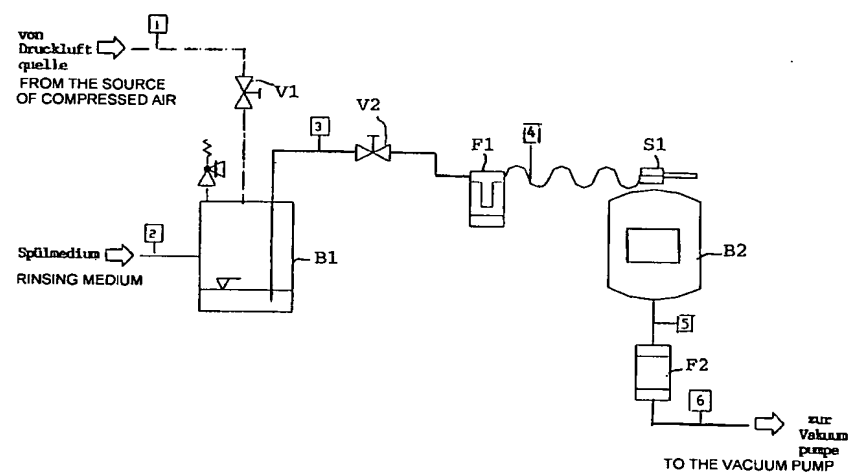 von
Druckluft
quelle
FROM THE SOURCE
OF COMPRESSED AIR
1
V1
V2
3
F1
4
S1
2
Spülmedium
RINSING MEDIUM
B1
B2
5
F2
6
zur
Vakuum
pumpe
TO THE VACUUM PUMP